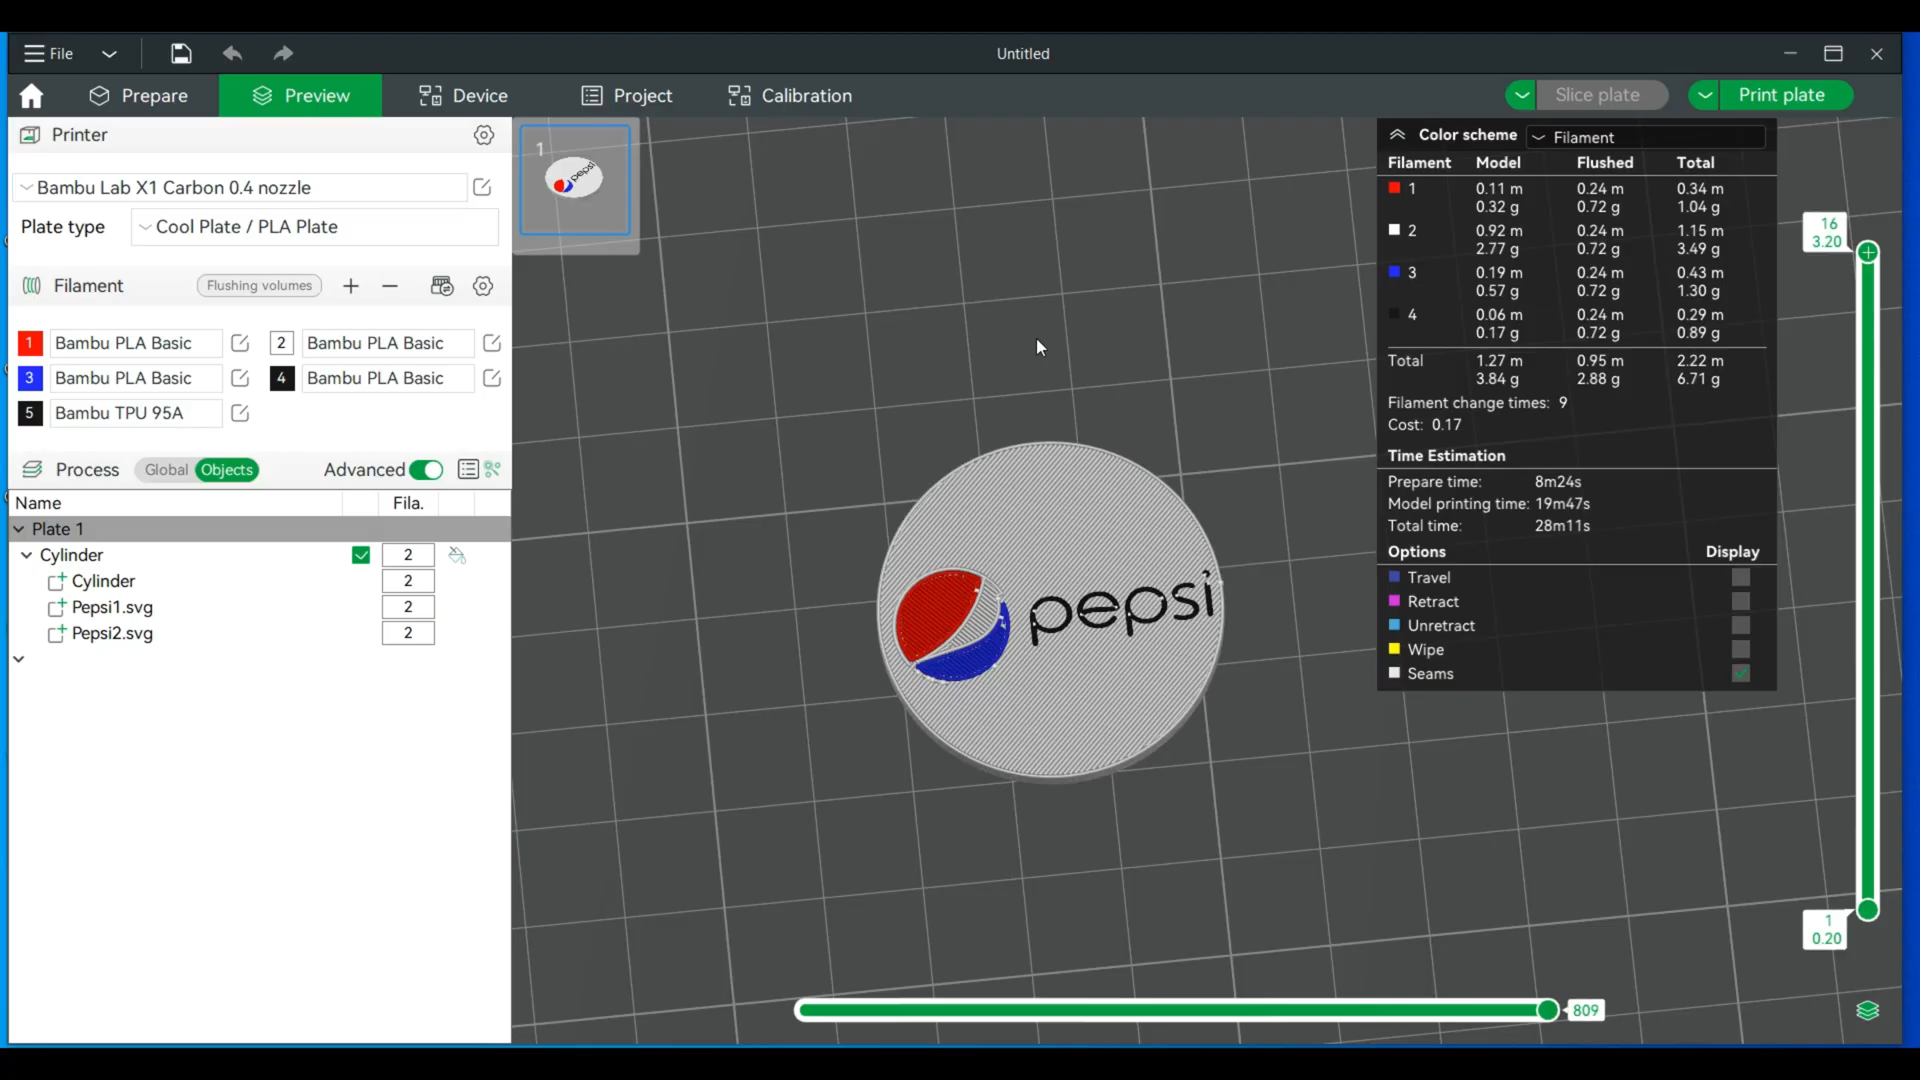 File
Untitled
Prepare Preview Device Project Calibration Slice plate Print plate
Printer
Bambu Lab X1 Carbon 0.4 nozzle
Plate type Cool Plate / PLA Plate
Filament Flushing volumes
1 Bambu PLA Basic 2 Bambu PLA Basic
3 Bambu PLA Basic 4 Bambu PLA Basic
5 Bambu TPU 95A
Process Global Objects Advanced
Name Fila.
Plate 1
Cylinder 2
Cylinder 2
Pepsi1.svg 2
Pepsi2.svg 2
1
pepsi
pepsi
Color scheme Filament
Filament Model Flushed Total
1 0.11 m 0.24 m 0.34 m
0.32 g 0.72 g 1.04 g
2 0.92 m 0.24 m 1.15 m
2.77 g 0.72 g 3.49 g
3 0.19 m 0.24 m 0.43 m
0.57 g 0.72 g 1.30 g
4 0.06 m 0.24 m 0.29 m
0.17 g 0.72 g 0.89 g
Total 1.27 m 0.95 m 2.22 m
3.84 g 2.88 g 6.71 g
Filament change times: 9
Cost: 0.17
Time Estimation
Prepare time: 8m24s
Model printing time: 19m47s
Total time: 28m11s
Options Display
Travel
Retract
Unretract
Wipe
Seams
16
3.20
1
0.20
809